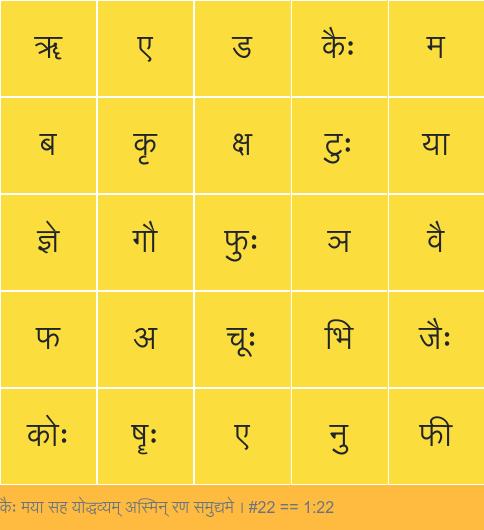 ॠ ए ड कैः म
ब कृ क्ष टुः या
ज्ञे गौ फुः ञ वै
फ अ चूः भि जैः
कोः षॄः ए नु फी
कैः मया सह योद्धव्यम् अस्मिन् रण समुद्यमे । #22 == 1:22